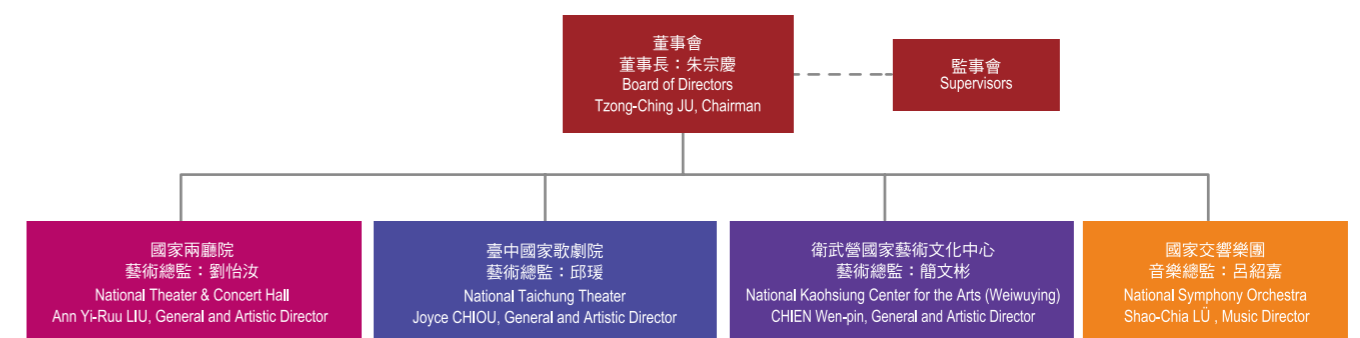 董事會
董事長：朱宗慶
Board of Directors
Tzong-Ching JU, Chairman
監事會
Supervisors
國家兩廳院
藝術總監：劉怡汝
National Theater & Concert Hall
Ann Yi-Ruu LIU, General and Artistic Director
臺中國家歌劇院
藝術總監：邱瑗
National Taichung Theater
Joyce CHIOU, General and Artistic Director
衛武營國家藝術文化中心
藝術總監：簡文彬
National Kaohsiung Center for the Arts (Weiwuying)
CHIEN Wen-pin, General and Artistic Director
國家交響樂團
音樂總監：呂紹嘉
National Symphony Orchestra
Shao-Chia LÜ , Music Director